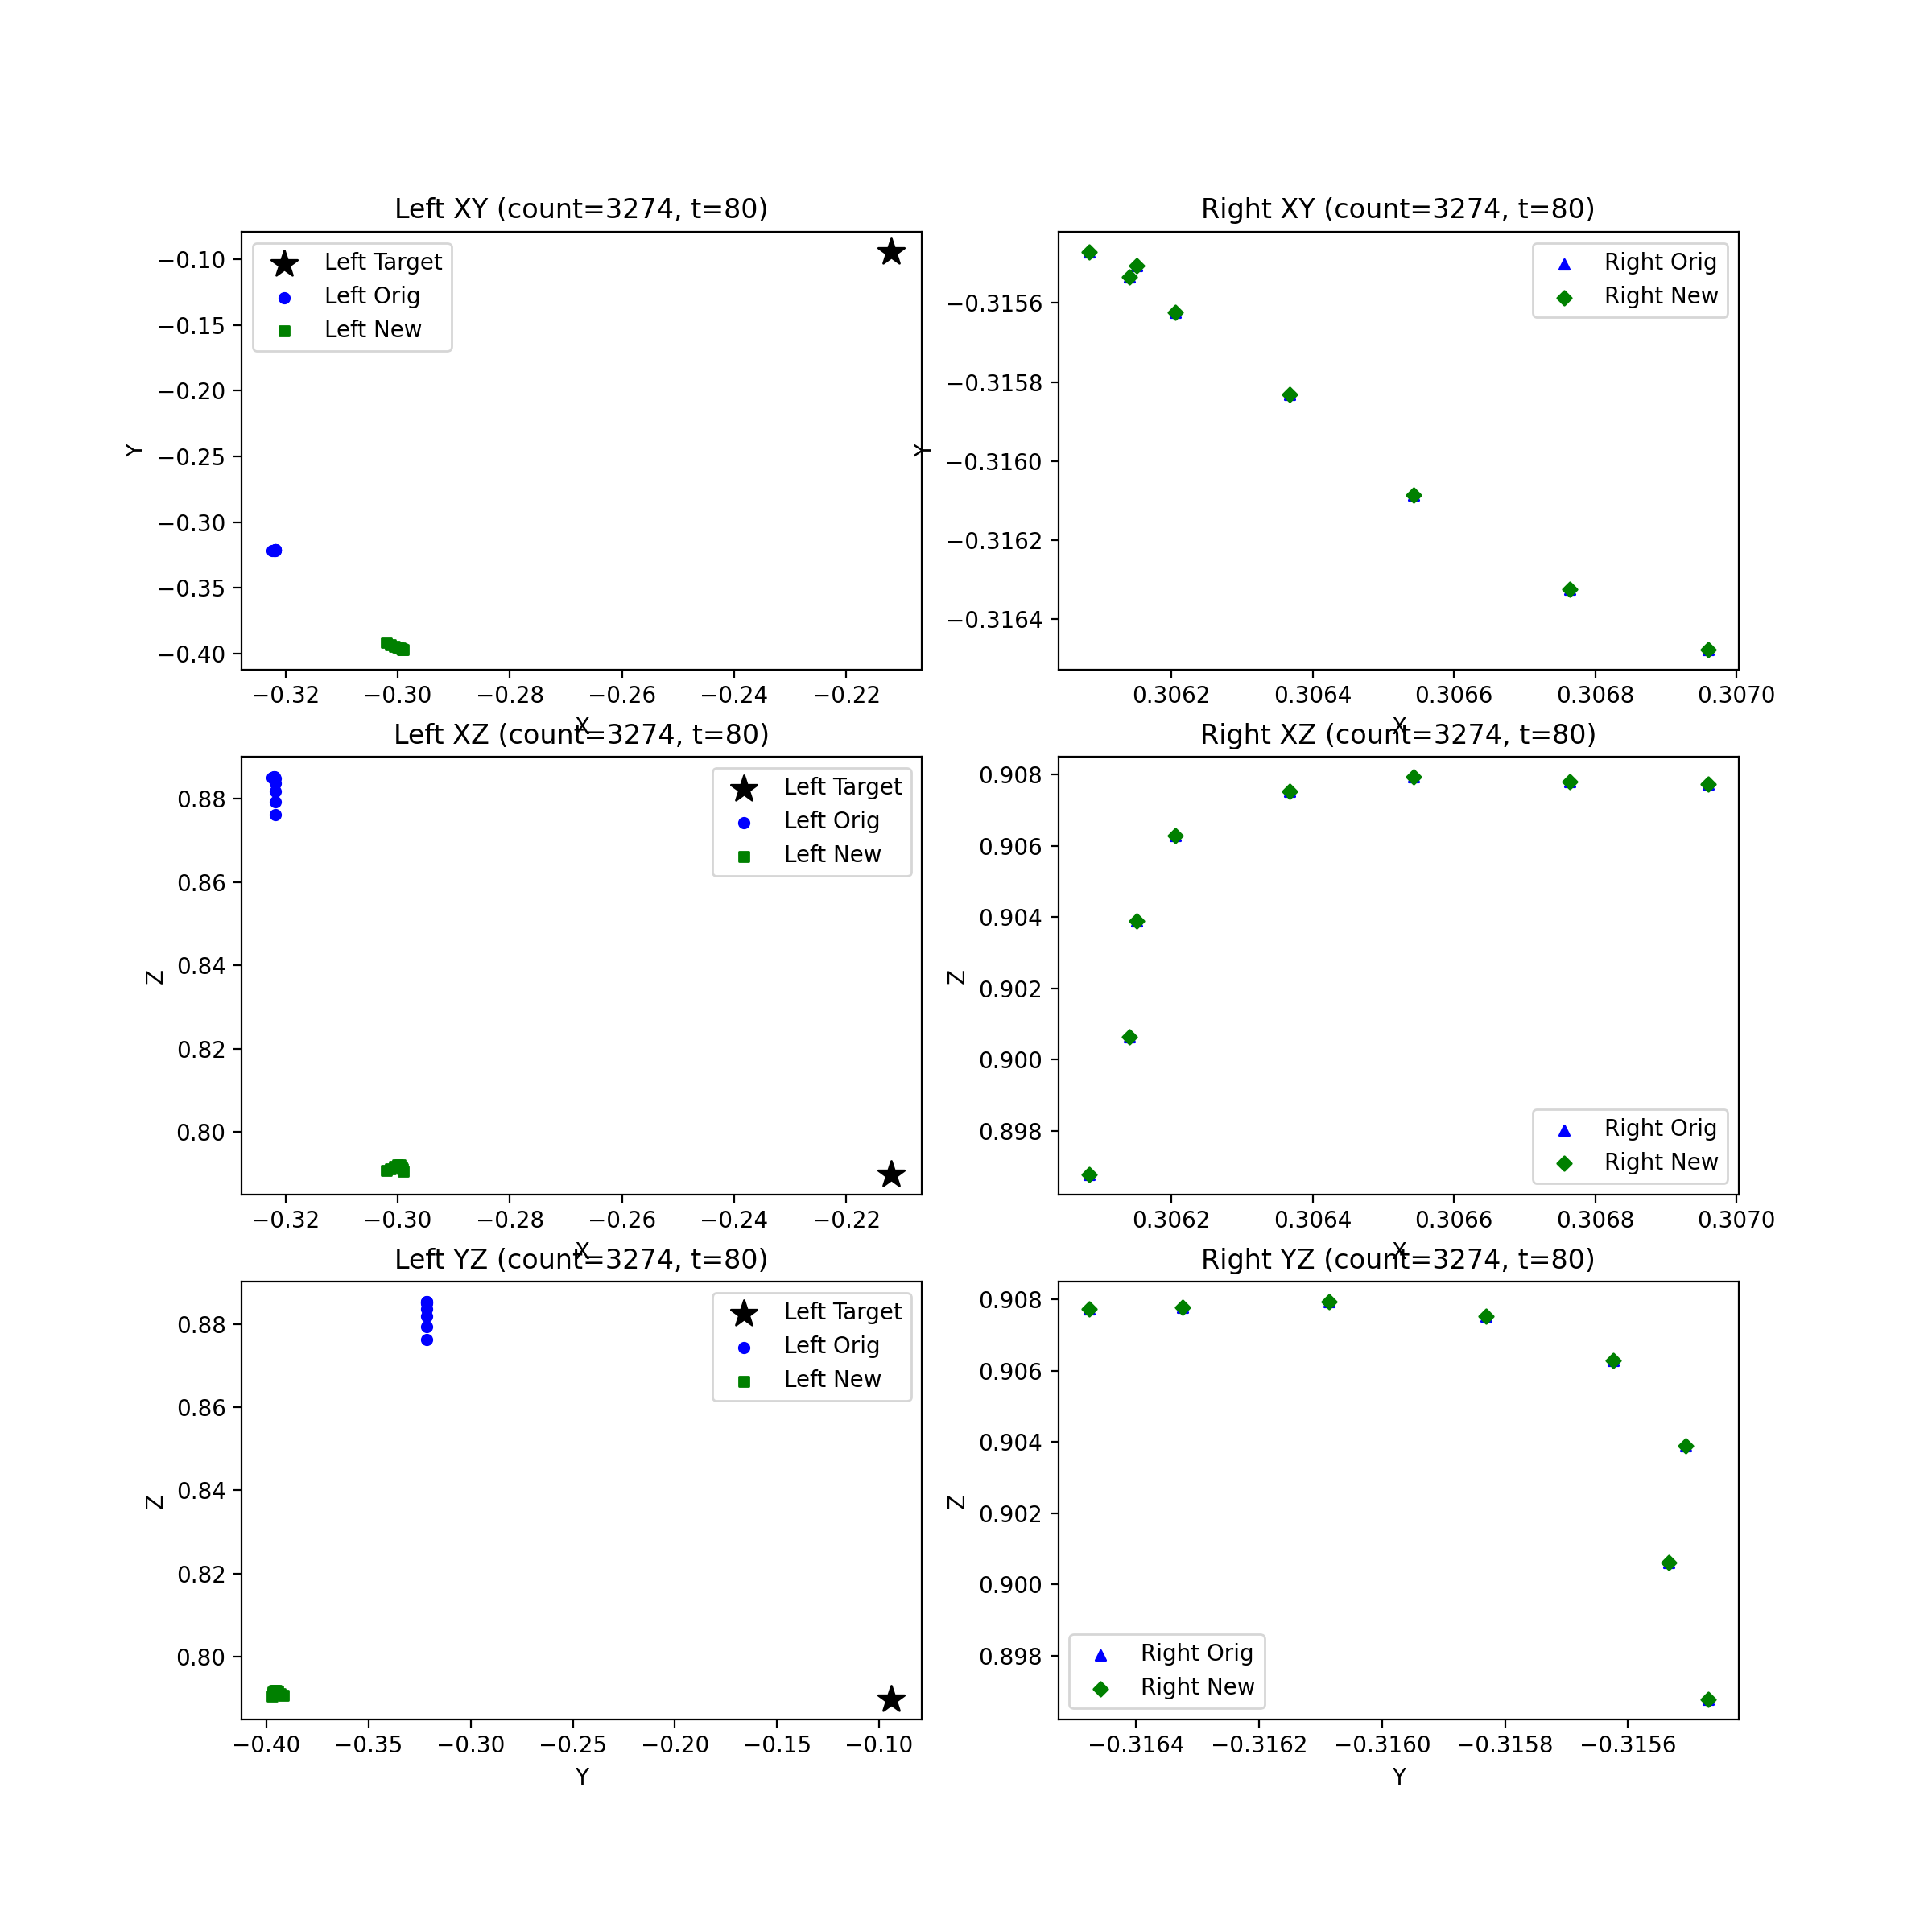 Left XY (count=3274, t=80)
Left Target
Left Orig
Left New
−0.10
−0.15
−0.20
−0.25
−0.30
−0.35
−0.40
Y
−0.32
−0.30
−0.28
−0.26
−0.24
−0.22
X
Right XY (count=3274, t=80)
Right Orig
Right New
−0.3156
−0.3158
−0.3160
−0.3162
−0.3164
Y
0.3062
0.3064
0.3066
0.3068
0.3070
X
Left XZ (count=3274, t=80)
Left Target
Left Orig
Left New
0.88
0.86
0.84
0.82
0.80
Z
−0.32
−0.30
−0.28
−0.26
−0.24
−0.22
X
Right XZ (count=3274, t=80)
0.908
0.906
0.904
0.902
0.900
0.898
Z
Right Orig
Right New
0.3062
0.3064
0.3066
0.3068
0.3070
X
Left YZ (count=3274, t=80)
Left Target
Left Orig
Left New
0.88
0.86
0.84
0.82
0.80
Z
−0.40
−0.35
−0.30
−0.25
−0.20
−0.15
−0.10
Y
Right YZ (count=3274, t=80)
0.908
0.906
0.904
0.902
0.900
0.898
Z
Right Orig
Right New
−0.3164
−0.3162
−0.3160
−0.3158
−0.3156
Y